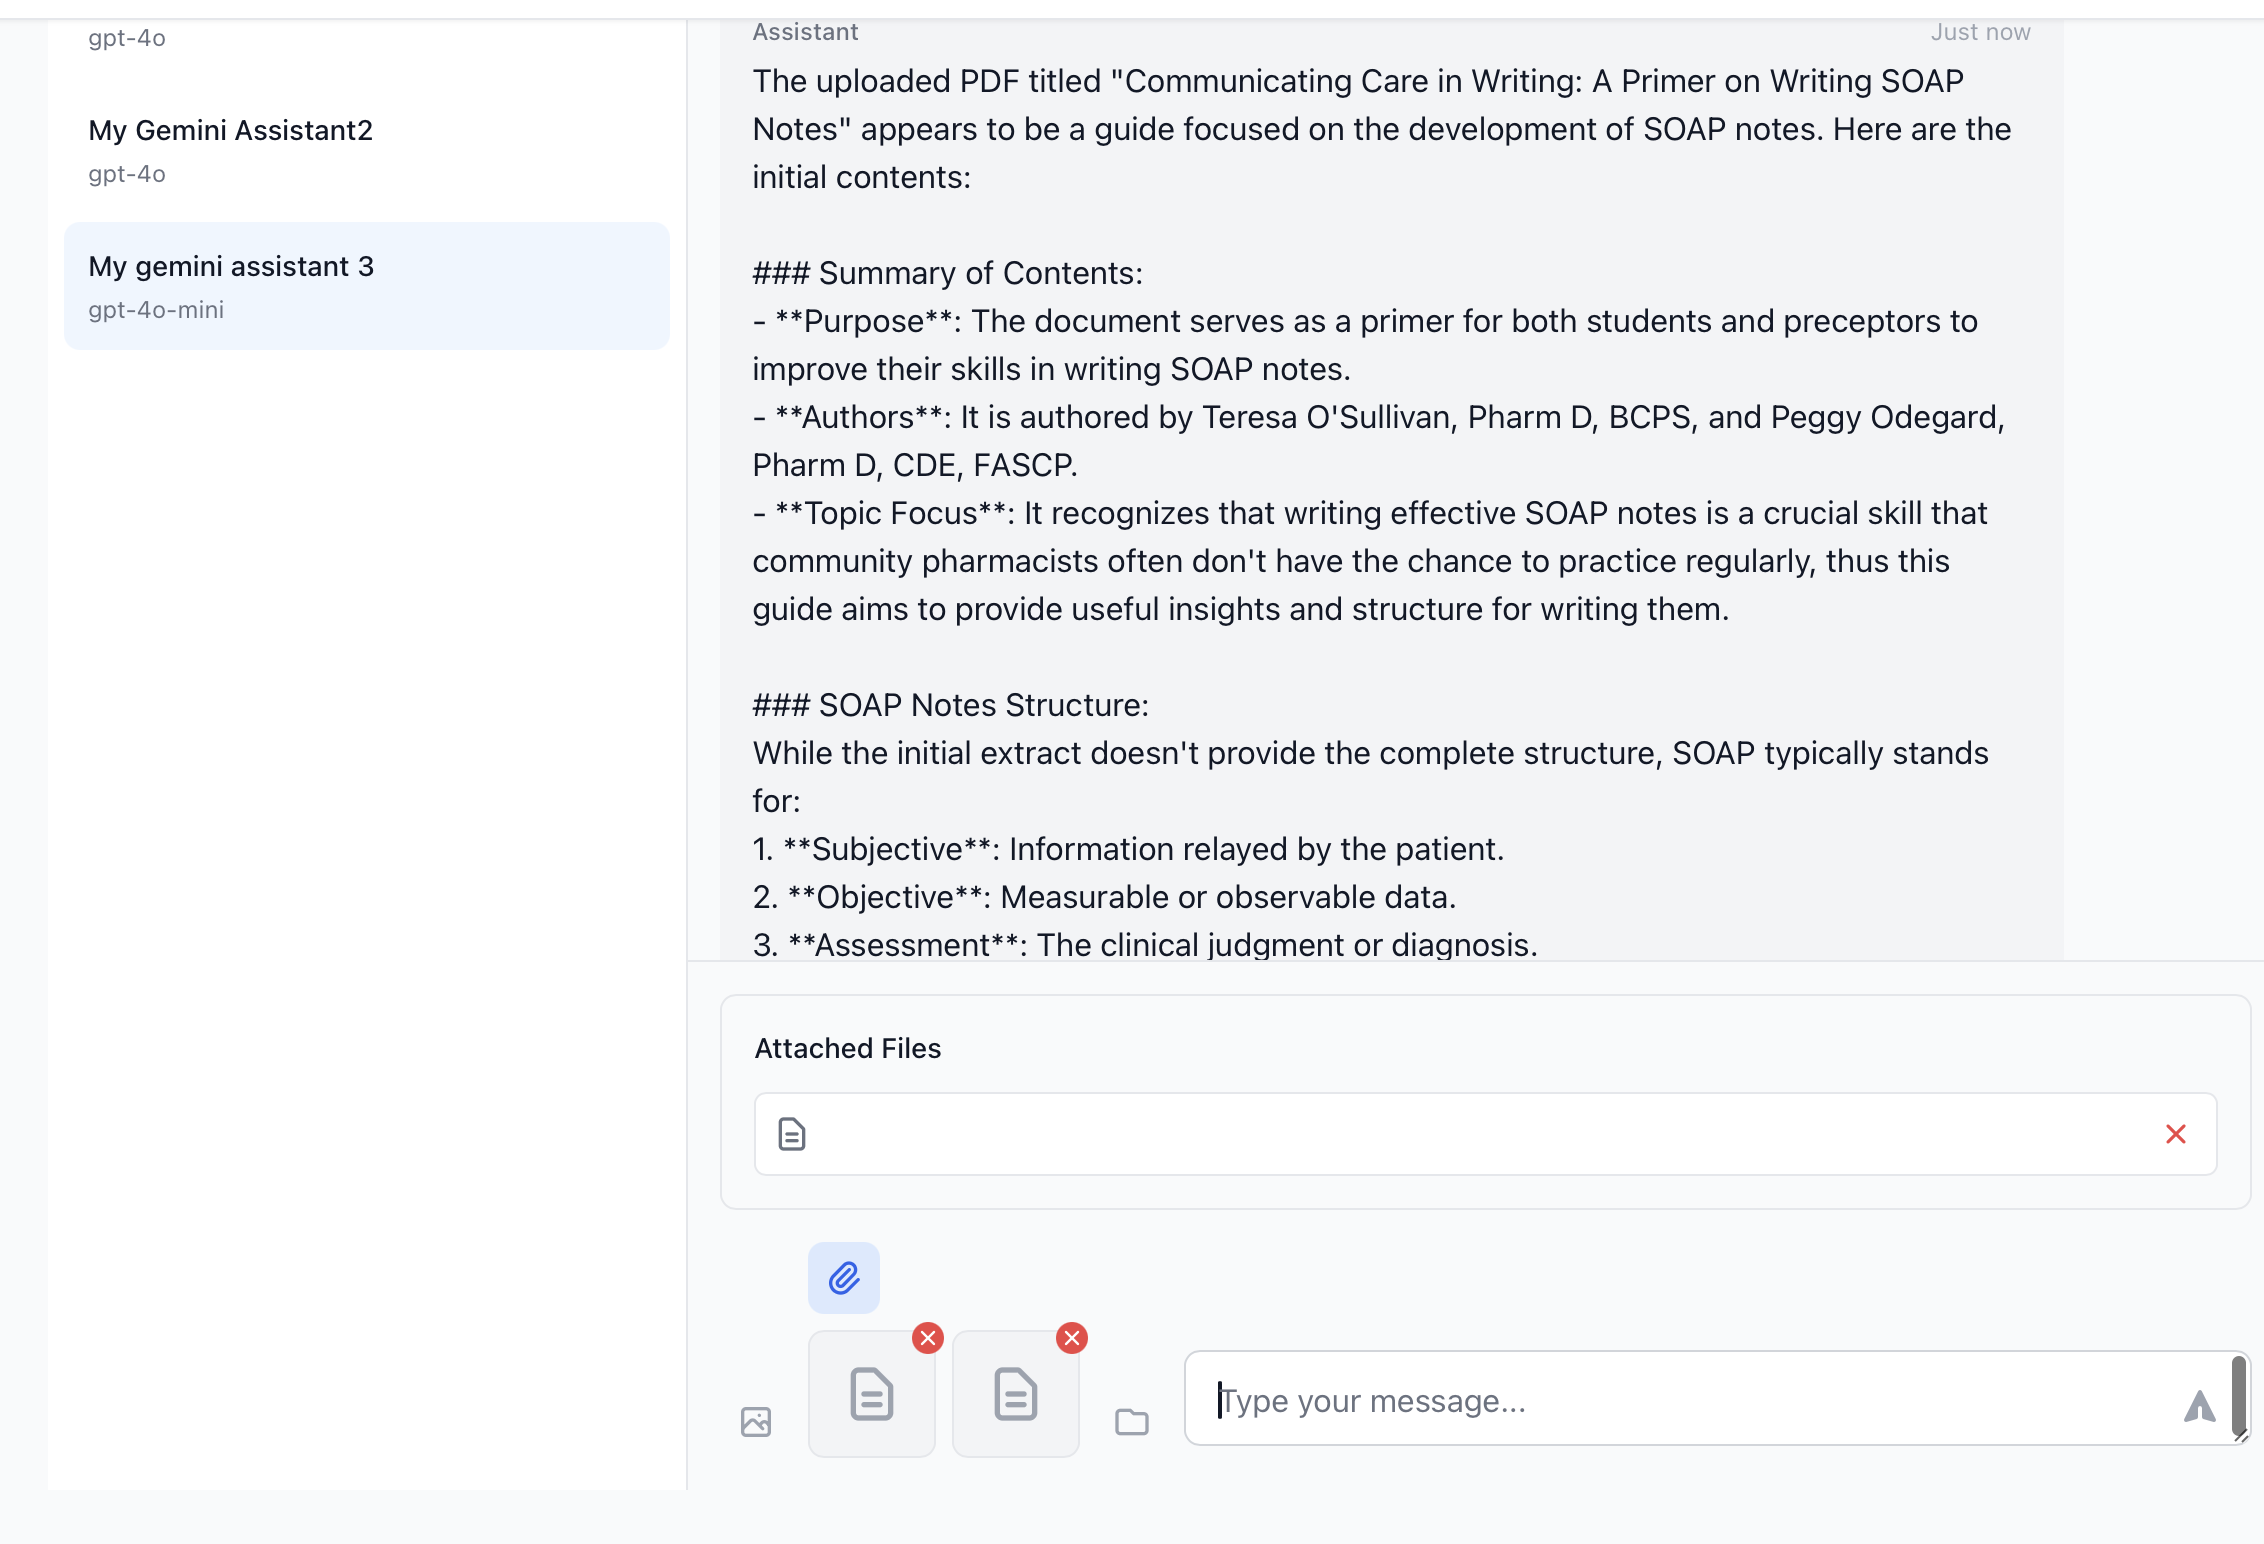 gpt-4o
My Gemini Assistant2
gpt-4o
My gemini assistant 3
gpt-4o-mini
Assistant
Just now
The uploaded PDF titled "Communicating Care in Writing: A Primer on Writing SOAP
Notes" appears to be a guide focused on the development of SOAP notes. Here are the
initial contents:
### Summary of Contents:
- **Purpose**: The document serves as a primer for both students and preceptors to
improve their skills in writing SOAP notes.
- **Authors**: It is authored by Teresa O'Sullivan, Pharm D, BCPS, and Peggy Odegard,
Pharm D, CDE, FASCP.
- **Topic Focus**: It recognizes that writing effective SOAP notes is a crucial skill that
community pharmacists often don't have the chance to practice regularly, thus this
guide aims to provide useful insights and structure for writing them.
### SOAP Notes Structure:
While the initial extract doesn't provide the complete structure, SOAP typically stands
for:
1. **Subjective**: Information relayed by the patient.
2. **Objective**: Measurable or observable data.
3. **Assessment**: The clinical judgment or diagnosis.
Attached Files
Type your message...